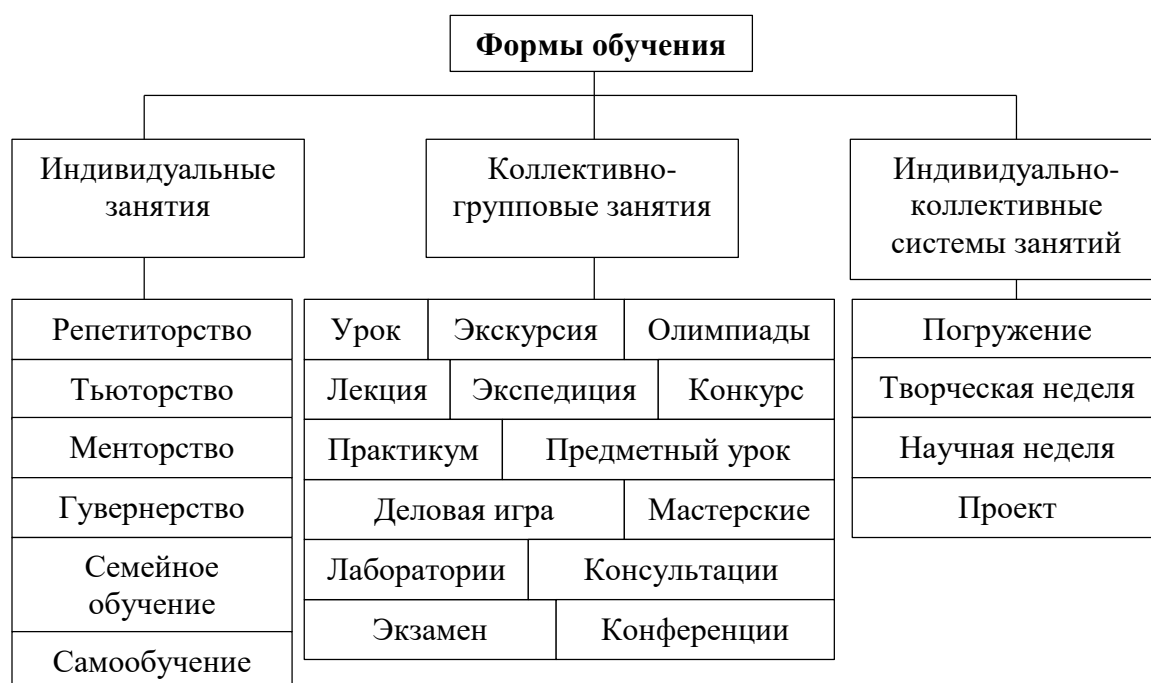 Формы обучения
Индивидуальные
занятия
Коллективно-
групповые занятия
Индивидуально-
коллективные
системы занятий
Репетиторство
Тьюторство
Менторство
Гувернерство
Семейное
обучение
Самообучение
Урок Экскурсия Олимпиады
Лекция Экспедиция Конкурс
Практикум Предметный урок
Деловая игра Мастерские
Лаборатории Консультации
Экзамен Конференции
Погружение
Творческая неделя
Научная неделя
Проект